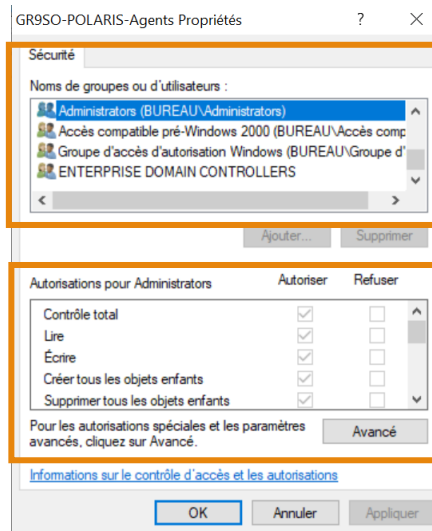 GR9SO-POLARIS-Agents Propriétés
Sécurité
Noms de groupes ou d'utilisateurs :
Administrators (BUREAU\Administrators)
Accès compatible pré-Windows 2000 (BUREAU\Accès comp
Groupe d'accès d'autorisation Windows (BUREAU\Groupe d'
ENTERPRISE DOMAIN CONTROLLERS
Ajouter... Supprimer
Autorisations pour Administrators Autoriser Refuser
Contrôle total
Lire
Écrire
Créer tous les objets enfants
Supprimer tous les objets enfants
Pour les autorisations spéciales et les paramètres
avancés, cliquez sur Avancé.
Avancé
Informations sur le contrôle d'accès et les autorisations
OK Annuler Appliquer